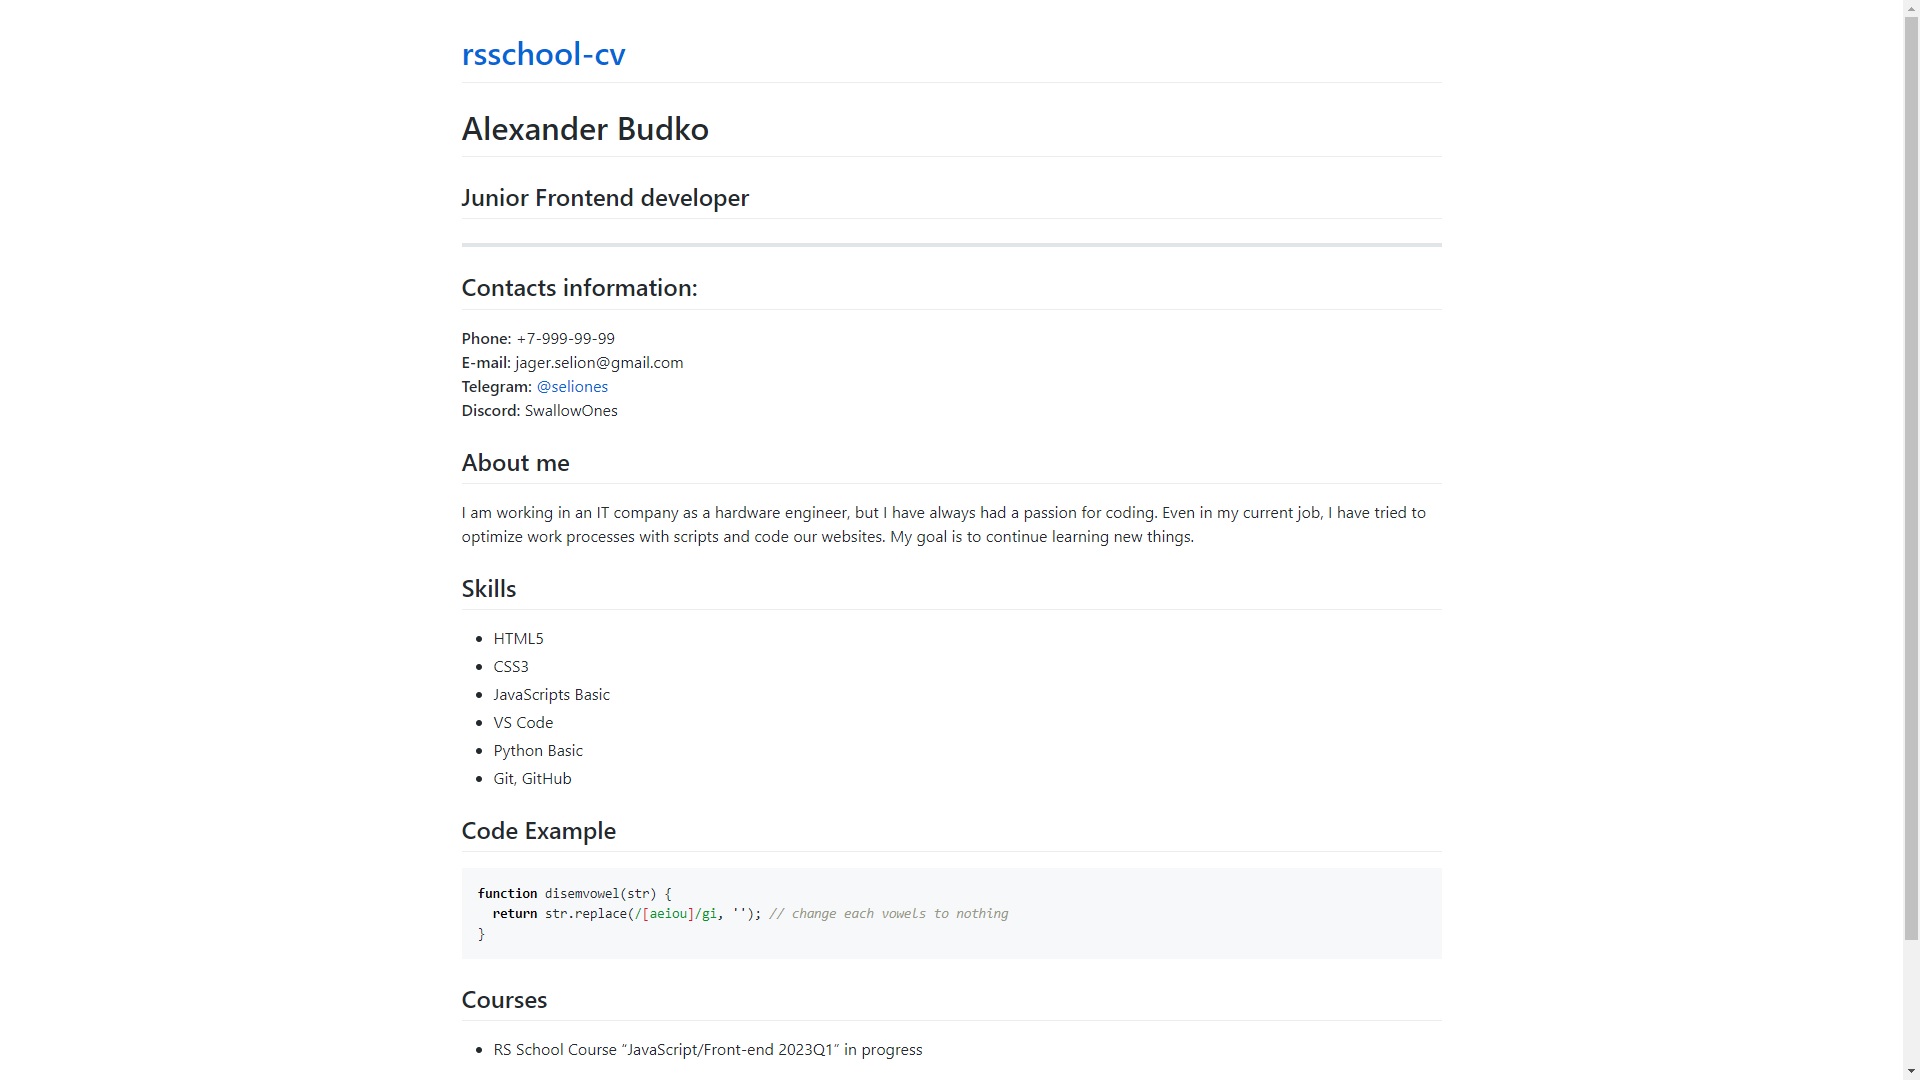 rsschool-cv
Alexander Budko
Junior Frontend developer
Contacts information:
Phone: +7-999-99-99
E-mail: jager.selion@gmail.com
Telegram: @seliones
Discord: SwallowOnes
About me
I am working in an IT company as a hardware engineer, but I have always had a passion for coding. Even in my current job, I have tried to
optimize work processes with scripts and code our websites. My goal is to continue learning new things.
Skills
• HTML5
• CSS3
• JavaScripts Basic
• VS Code
• Python Basic
• Git, GitHub
Code Example
function disemvowel(str) {
  return str.replace(/[aeiou]/gi, ''); // change each vowels to nothing
}
Courses
• RS School Course “JavaScript/Front-end 2023Q1” in progress